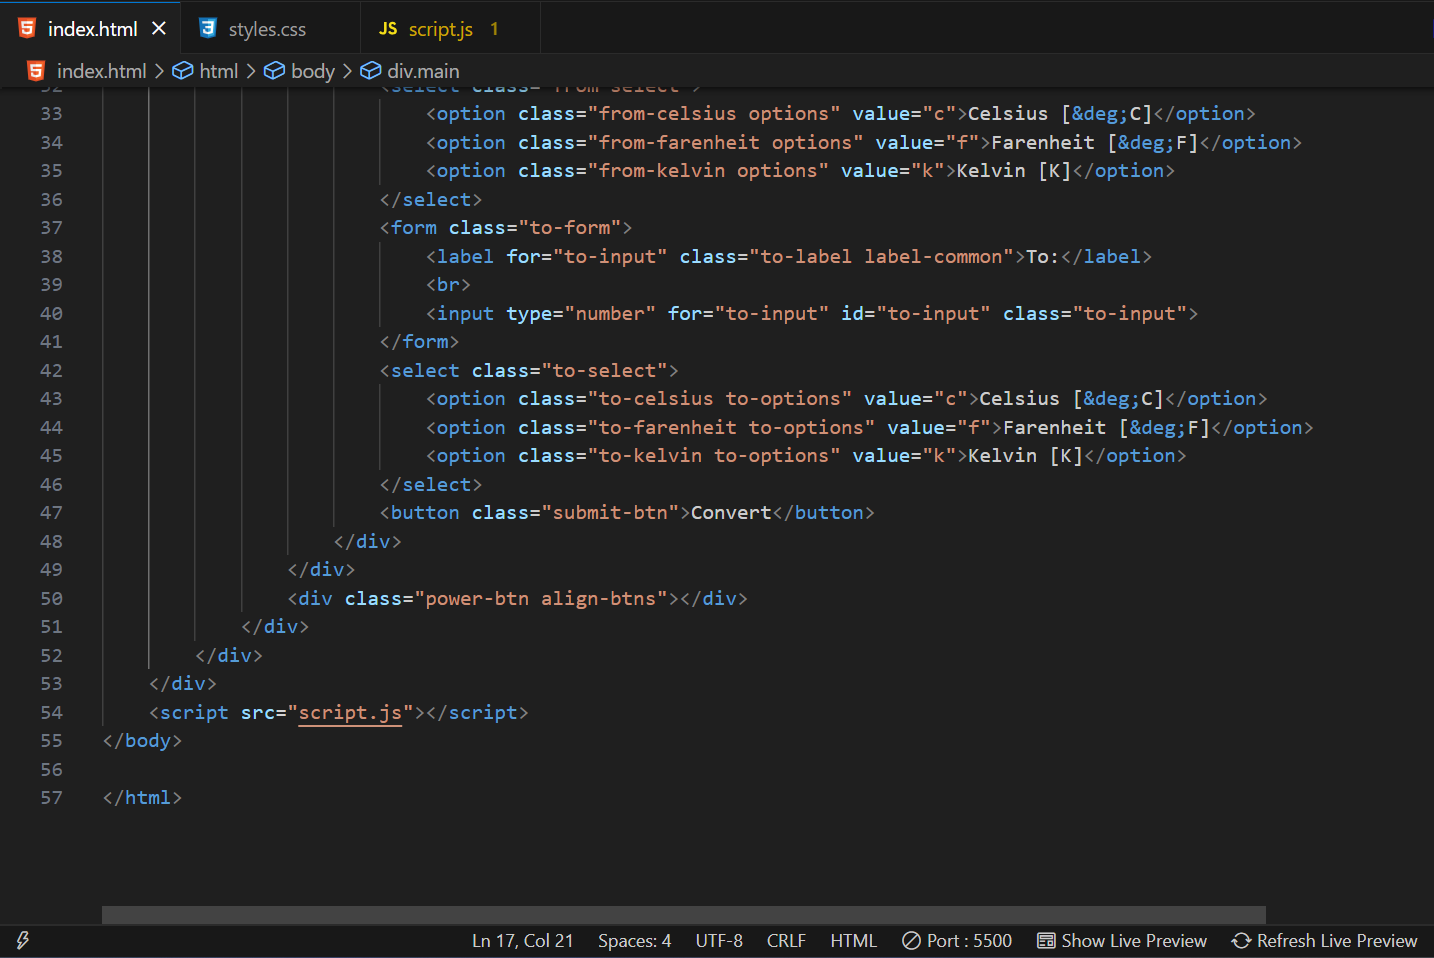 index.html
styles.css
JS script.js 1
index.html > html > body > div.main
32 <select class="from-select">
33 <option class="from-celsius options" value="c">Celsius [&deg;C]</option>
34 <option class="from-farenheit options" value="f">Farenheit [&deg;F]</option>
35 <option class="from-kelvin options" value="k">Kelvin [K]</option>
36 </select>
37 <form class="to-form">
38 <label for="to-input" class="to-label label-common">To:</label>
39 <br>
40 <input type="number" for="to-input" id="to-input" class="to-input">
41 </form>
42 <select class="to-select">
43 <option class="to-celsius to-options" value="c">Celsius [&deg;C]</option>
44 <option class="to-farenheit to-options" value="f">Farenheit [&deg;F]</option>
45 <option class="to-kelvin to-options" value="k">Kelvin [K]</option>
46 </select>
47 <button class="submit-btn">Convert</button>
48 </div>
49 </div>
50 <div class="power-btn align-btns"></div>
51 </div>
52 </div>
53 </div>
54 <script src="script.js"></script>
55 </body>
56
57 </html>
Ln 17, Col 21 Spaces: 4 UTF-8 CRLF HTML Port : 5500 Show Live Preview Refresh Live Preview